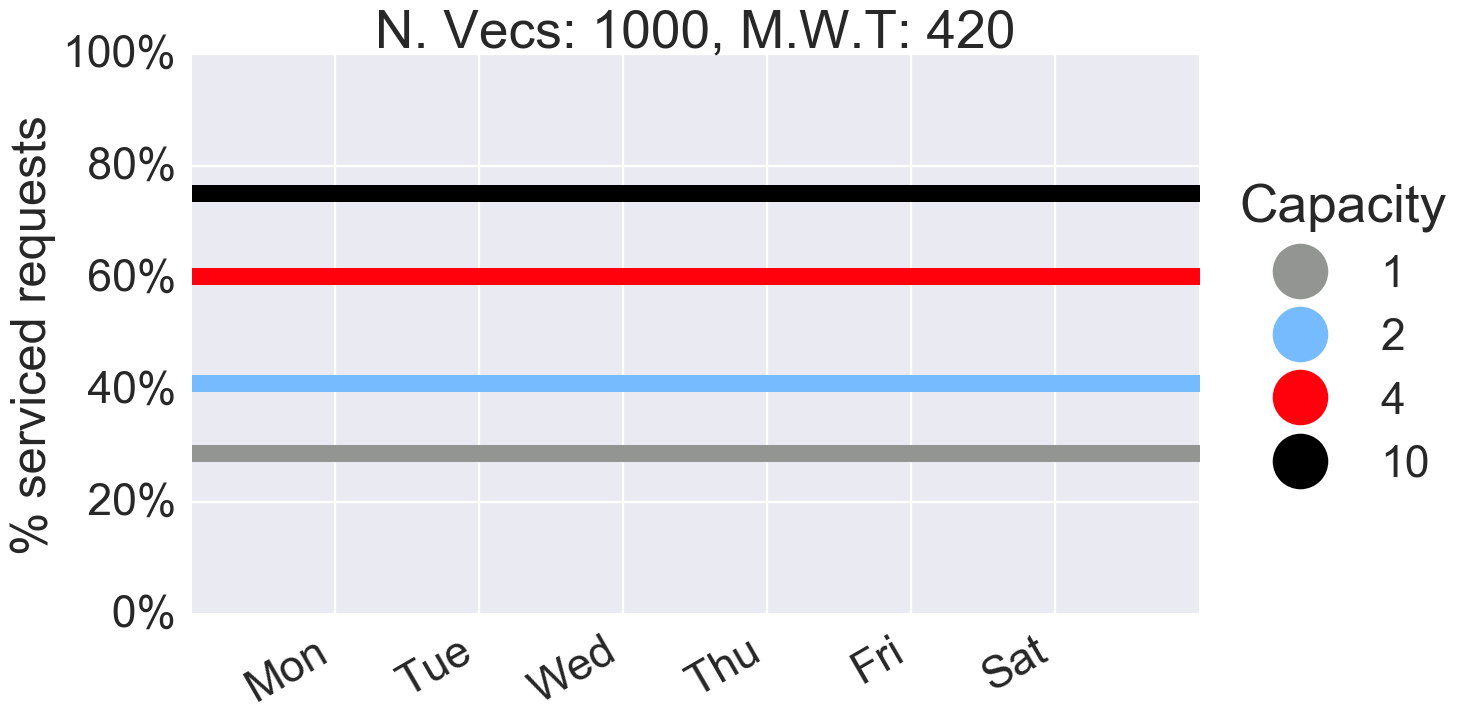 N. Vecs: 1000, M.W.T: 420
100%
80%
60%
40%
20%
0%
% serviced requests
Mon Tue Wed Thu Fri Sat
Capacity
1
2
4
10